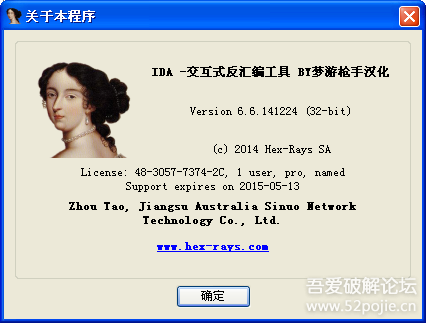 关于本程序
IDA -交互式反汇编工具 BY梦游枪手汉化
Version 6.6.141224 (32-bit)
(c) 2014 Hex-Rays SA
License: 48-3057-7374-2C, 1 user, pro, named
Support expires on 2015-05-13
Zhou Tao, Jiangsu Australia Sinuo Network
Technology Co., Ltd.
www.hex-rays.com
确定
吾爱破解论坛
www.52pojie.cn